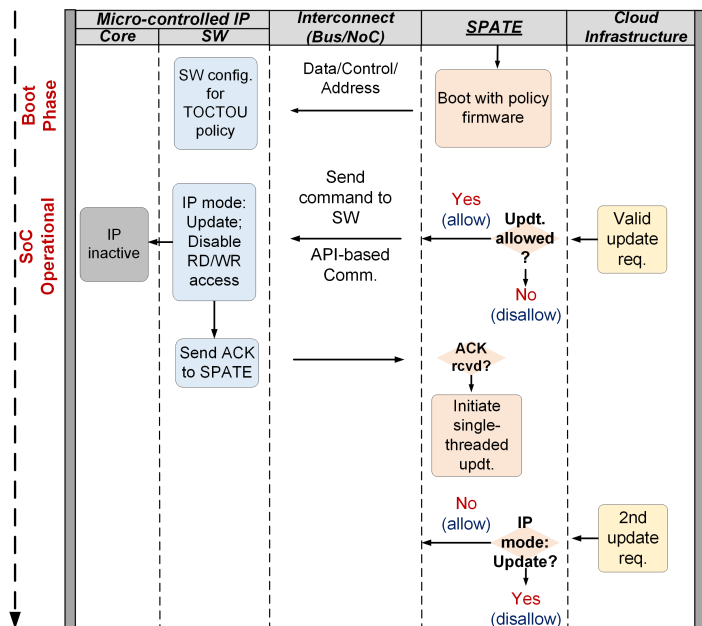 Micro-controlled IP
Core
SW
Interconnect
(Bus/NoC)
SPATE
Cloud
Infrastructure
Boot
Phase
SW config.
for
TOCTOU
policy
Data/Control/
Address
Boot with policy
firmware
SoC
Operational
IP
inactive
IP mode:
Update;
Disable
RD/WR
access
Send
command to
SW
API-based
Comm.
Yes
(allow)
Updt.
allowed
?
No
(disallow)
Valid
update
req.
Send ACK
to SPATE
ACK
rcvd?
Initiate
single-
threaded
updt.
No
(allow)
IP
mode:
Update?
Yes
(disallow)
2nd
update
req.